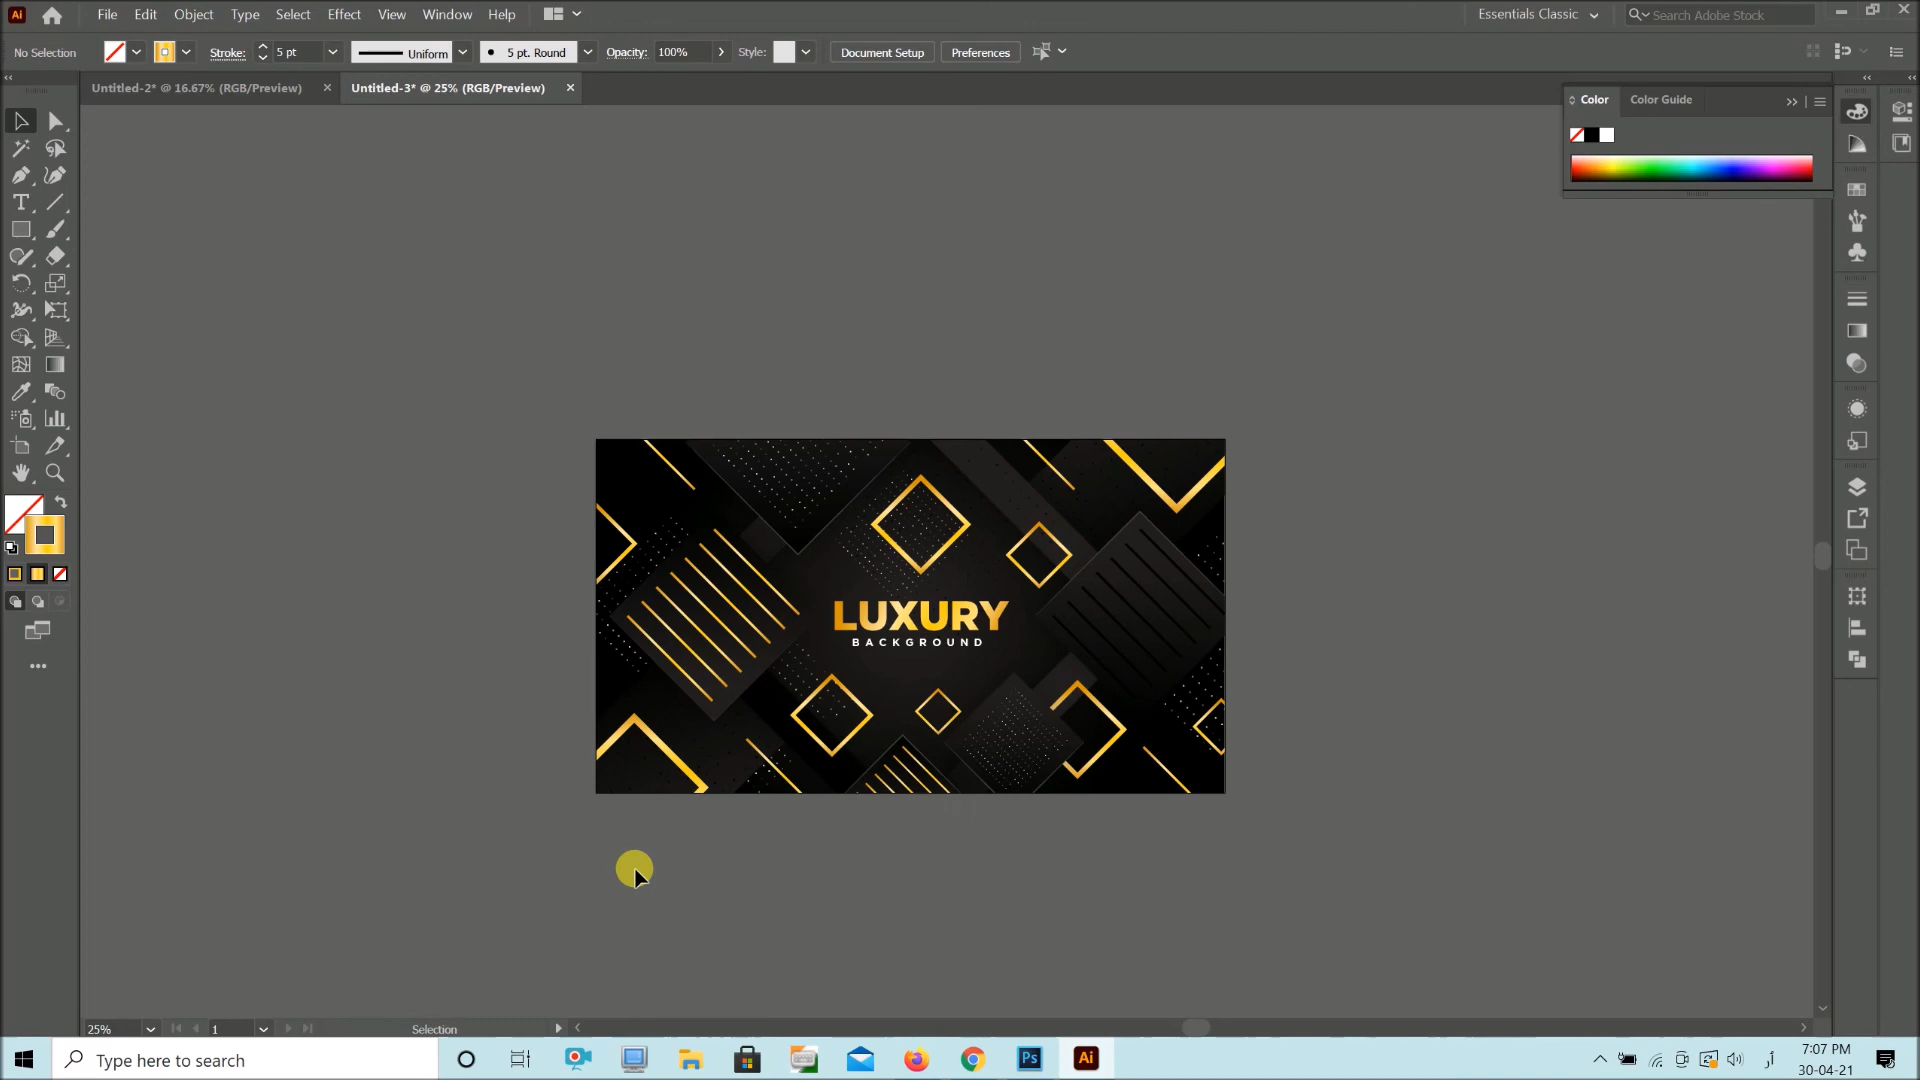 Ai File Edit Object Type Select Effect View Window Help Essentials Classic Search Adobe Stock
No Selection Stroke: 5 pt Uniform 5 pt. Round Opacity: 100% Style: Document Setup Preferences
Untitled-2* @ 16.67% (RGB/Preview) Untitled-3* @ 25% (RGB/Preview)
Color Color Guide
LUXURY
BACKGROUND
25% 1 Selection
Type here to search Ps Ai 7:07 PM
30-04-21